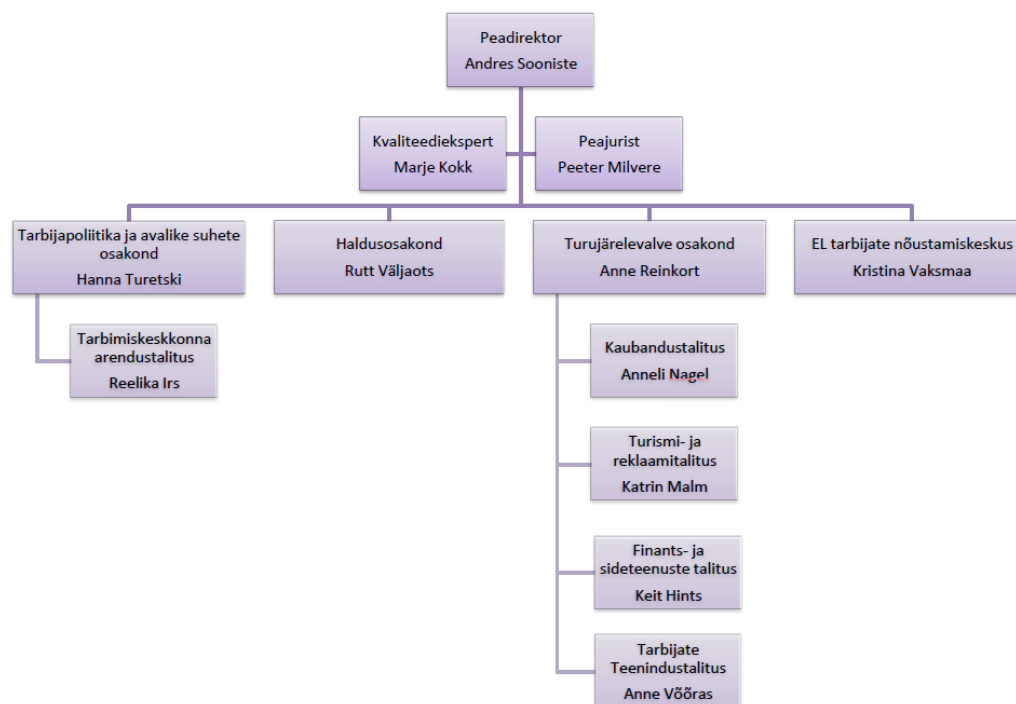 Peadirektor
Andres Sooniste
Kvaliteediekspert
Marje Kokk
Peajurist
Peeter Milvere
Tarbijapoliitika ja avalike suhete
osakond
Hanna Turetski
Haldusosakond
Rutt Väljaots
Turujärelevalve osakond
Anne Reinkort
EL tarbijate nõustamiskeskus
Kristina Vaksmaa
Tarbimiskeskkonna
arendustalitus
Reelika Irs
Kaubandustalitus
Anneli Nagel
Turismi- ja
reklaamitalitus
Katrin Malm
Finants- ja
sideteenuste talitus
Keit Hints
Tarbijate
Teenindustalitus
Anne Võõras